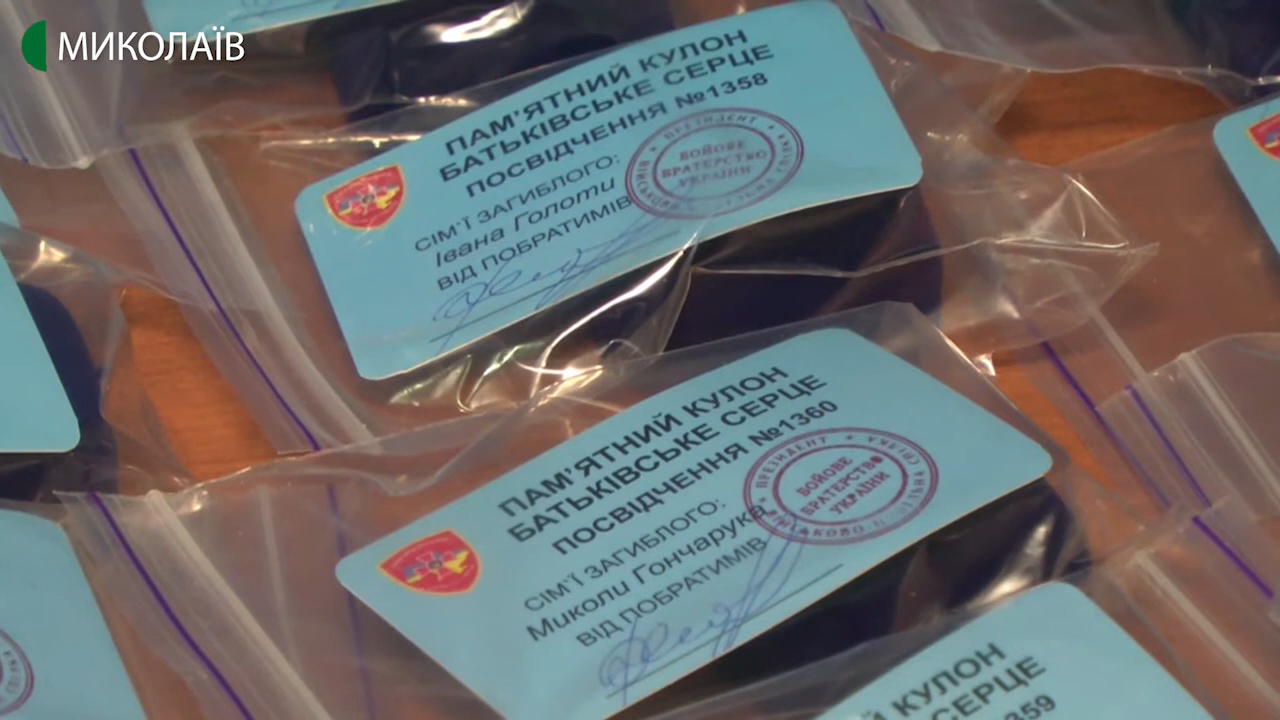 МИКОЛАЇВ
ПАМ'ЯТНИЙ КУЛОН
БАТЬКІВСЬКЕ СЕРЦЕ
ПОСВІДЧЕННЯ №1358
СІМ'Ї ЗАГИБЛОГО:
Івана Голоти
ВІД ПОБРАТИМІВ
ПРЕЗИДЕНТ
БОЙОВЕ
БРАТЕРСТВО
УКРАЇНИ
ПАМ'ЯТНИЙ КУЛОН
БАТЬКІВСЬКЕ СЕРЦЕ
ПОСВІДЧЕННЯ №1360
СІМ'Ї ЗАГИБЛОГО:
Миколи Гончарука
ВІД ПОБРАТИМІВ
ПРЕЗИДЕНТ
БОЙОВЕ
БРАТЕРСТВО
УКРАЇНИ
КУЛОН
СЕРЦЕ
359